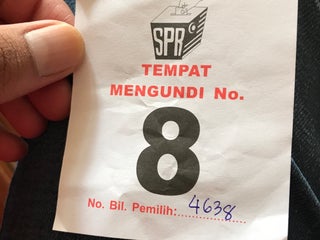 SPR
TEMPAT
MENGUNDI No.
8
No. Bil. Pemilih: 4638